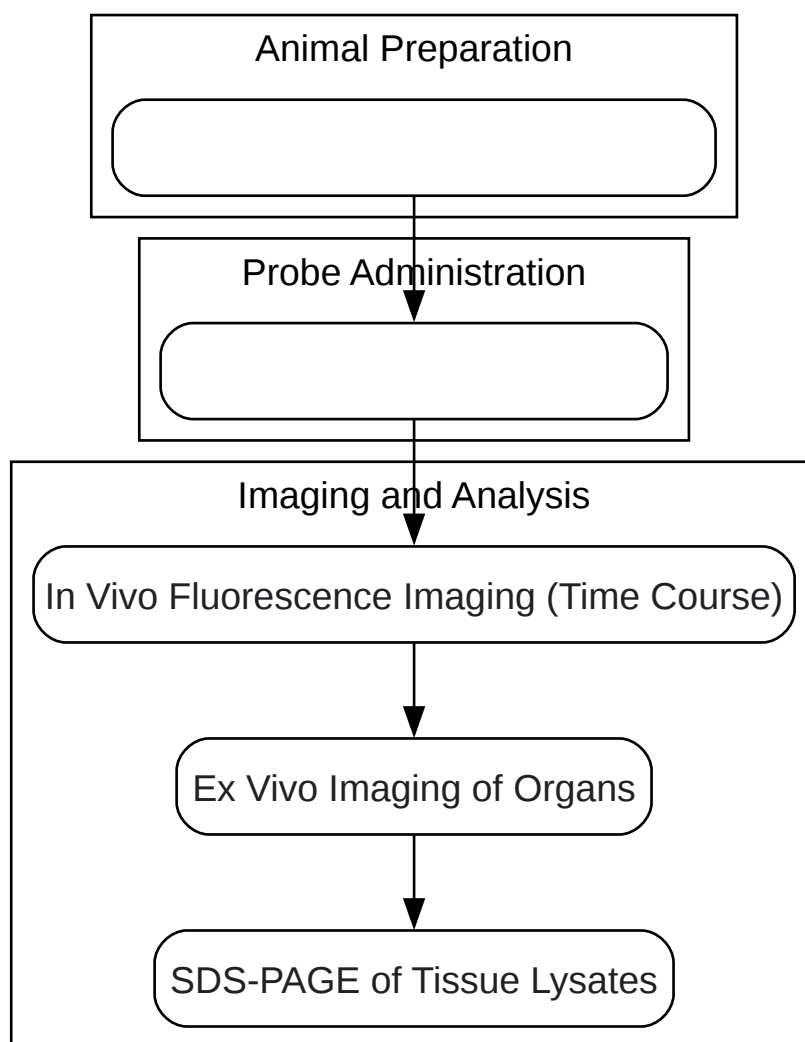 Animal Preparation
Probe Administration
Imaging and Analysis
In Vivo Fluorescence Imaging (Time Course)
Ex Vivo Imaging of Organs
SDS-PAGE of Tissue Lysates